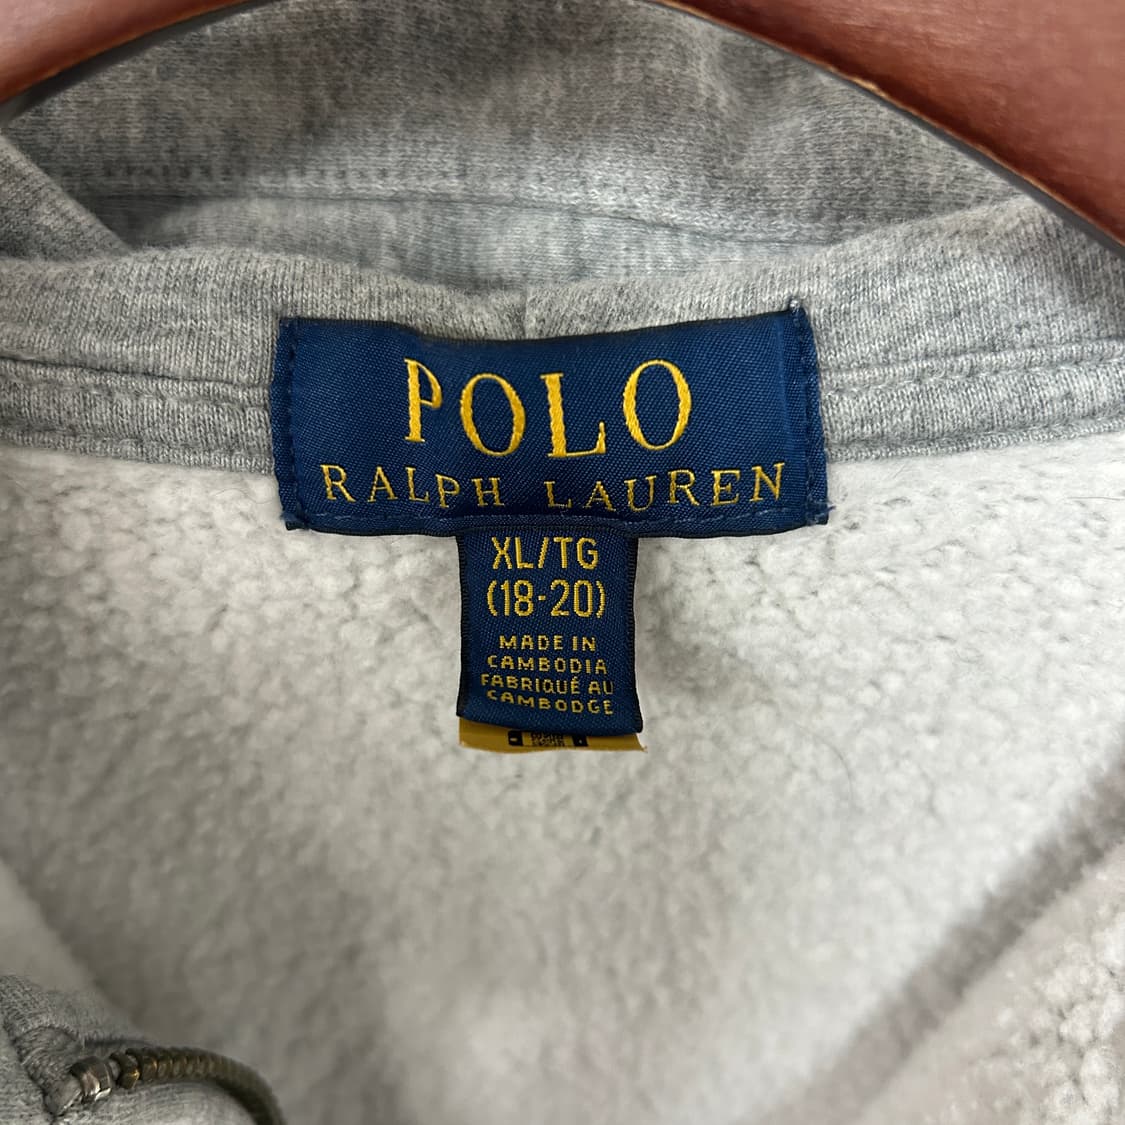 POLO
RALPH LAUREN
XL/TG
(18-20)
MADE IN
CAMBODIA
FABRIQUÉ AU
CAMBODGE